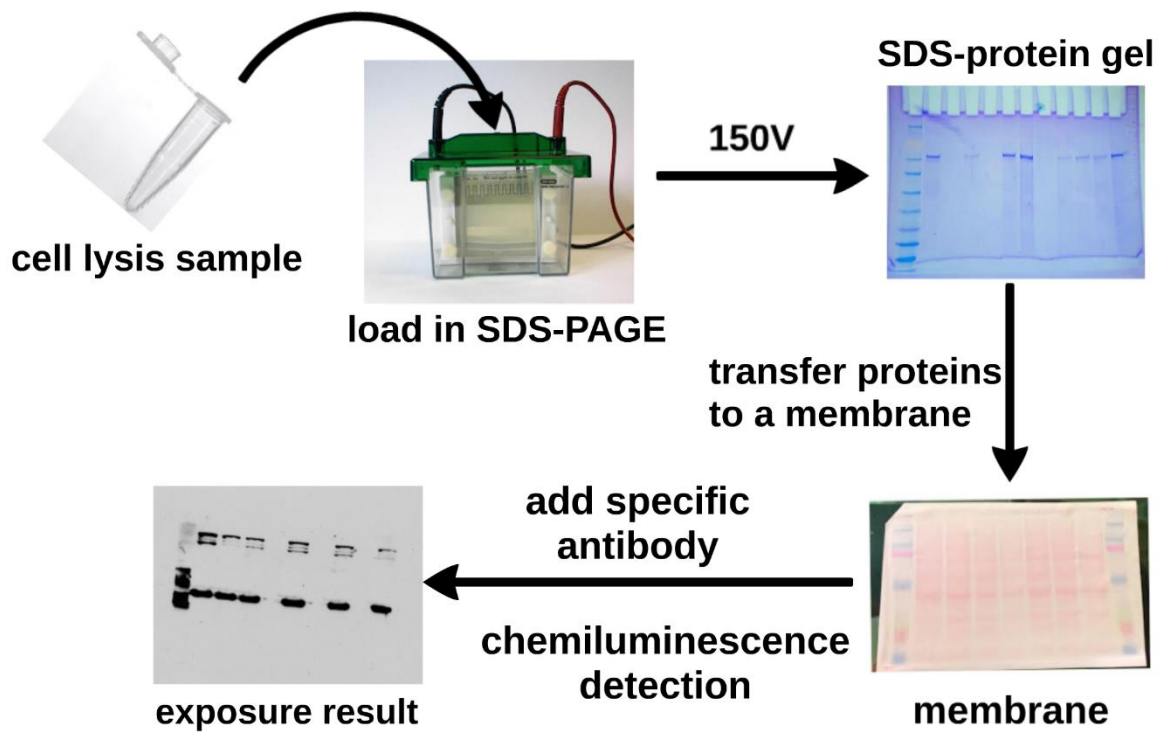 cell lysis sample
load in SDS-PAGE
150V
SDS-protein gel
transfer proteins
to a membrane
membrane
add specific
antibody
chemiluminescence
detection
exposure result